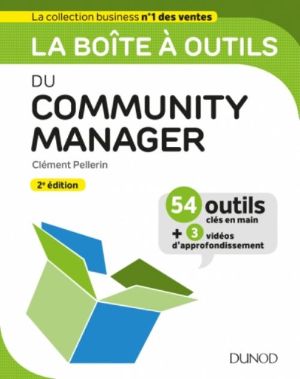 La collection business n°1 des ventes
LA BOÎTE À OUTILS
DU
COMMUNITY
MANAGER
Clément Pellerin
2e édition
54 outils
clés en main
+ 3 vidéos
d'approfondissement
DUNOD